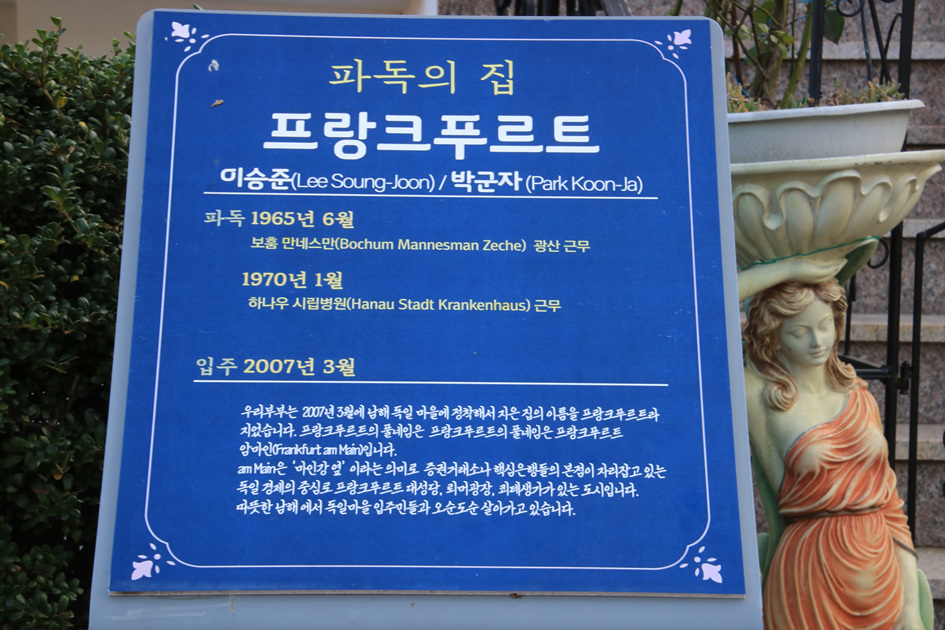 파독의 집
프랑크푸르트
이승준(Lee Soung-Joon) / 박군자 (Park Koon-Ja)
파독 1965년 6월
보훔 만네스만(Bochum Mannesman Zeche) 광산 근무
1970년 1월
하나우 시립병원(Hanau Stadt Krankenhaus) 근무
입주 2007년 3월
우리부부는 2007년 3월에 남해 독일 마을에 정착해서 지은 집의 이름을 프랑크푸르트라
지었습니다. 프랑크푸르트의 풀네임은 프랑크푸르트의 풀네임은 프랑크푸르트
암마인(Frankfurt am Main)입니다.
am Main은 '마인강 옆' 이라는 의미로 증권거래소나 핵심은행들의 본점이 자리잡고 있는
독일 경제의 중심로 프랑크푸르트 대성당, 뢰머광장, 괴테생가가 있는 도시입니다.
따뜻한 남해 에서 독일마을 입주민들과 오순도순 살아가고 있습니다.